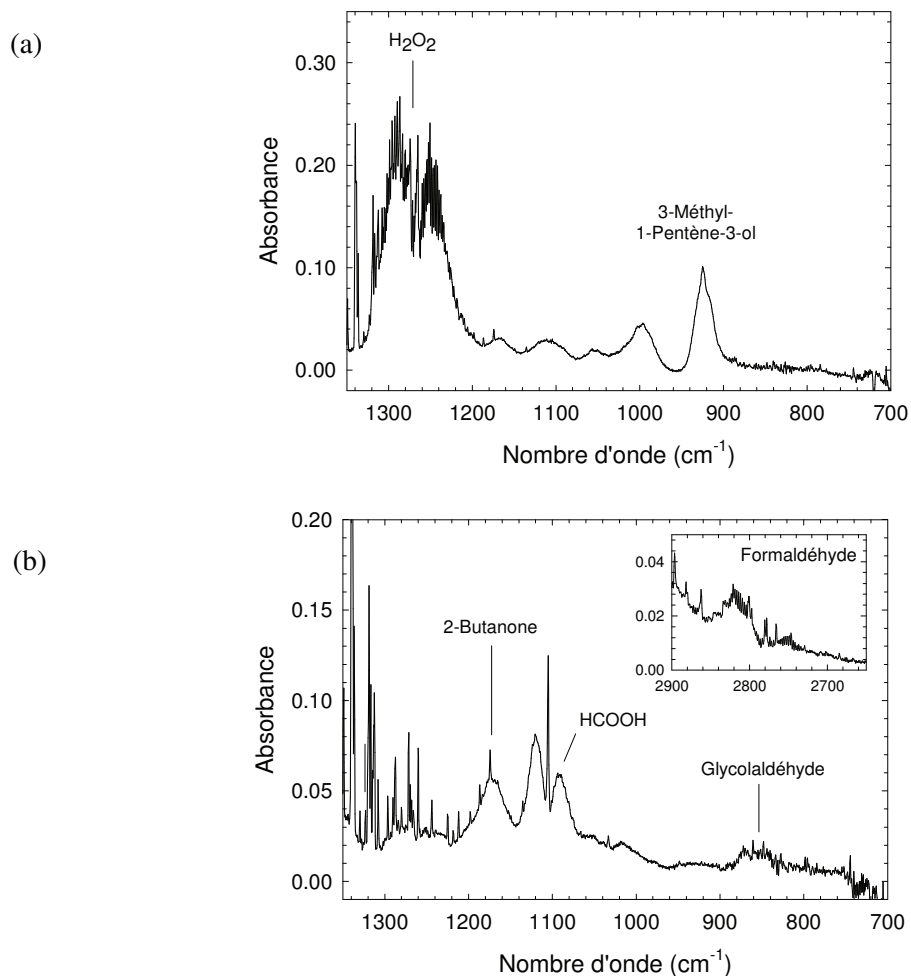 (a)
H₂O₂
0.30
0.20
0.10
0.00
Absorbance
3-Méthyl-
1-Pentène-3-ol
1300 1200 1100 1000 900 800 700
Nombre d'onde (cm⁻¹)
(b)
0.20
0.15
0.10
0.05
0.00
Absorbance
2-Butanone
HCOOH
Glycolaldéhyde
Formaldéhyde
0.04
0.02
0.00
2900 2800 2700
1300 1200 1100 1000 900 800 700
Nombre d'onde (cm⁻¹)